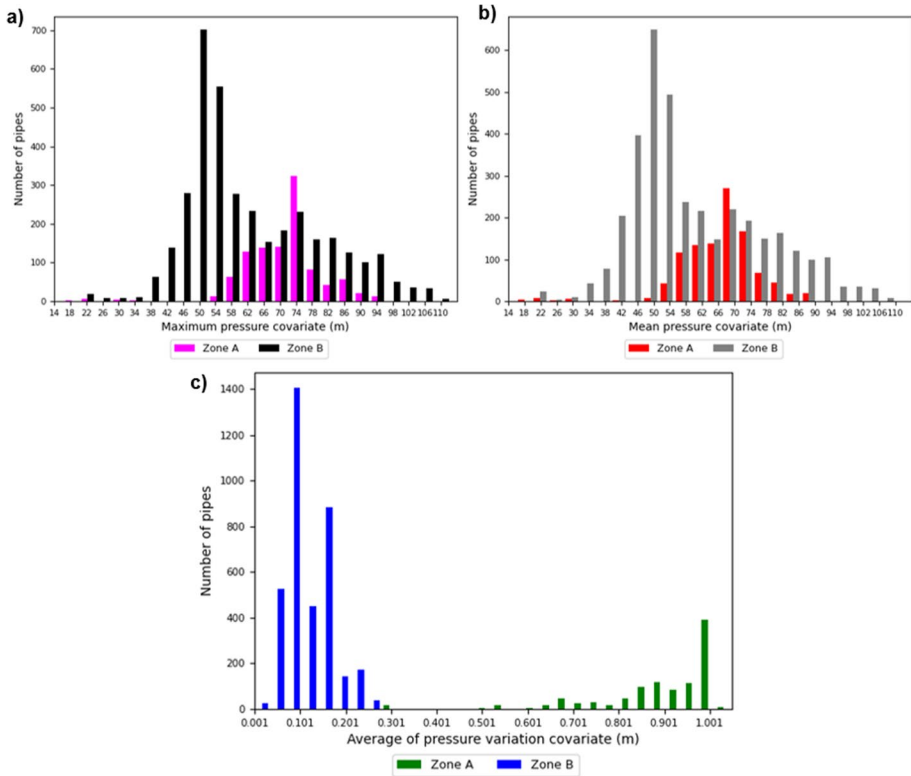 a)
Number of pipes
700
600
500
400
300
200
100
0
14 18 22 26 30 34 38 42 46 50 54 58 62 66 70 74 78 82 86 90 94 98 102 106 110
Maximum pressure covariate (m)
Zone A Zone B
b)
Number of pipes
600
500
400
300
200
100
0
14 18 22 26 30 34 38 42 46 50 54 58 62 66 70 74 78 82 86 90 94 98 102 106 110
Mean pressure covariate (m)
Zone A Zone B
c)
Number of pipes
1400
1200
1000
800
600
400
200
0
0.001 0.101 0.201 0.301 0.401 0.501 0.601 0.701 0.801 0.901 1.001
Average of pressure variation covariate (m)
Zone A Zone B